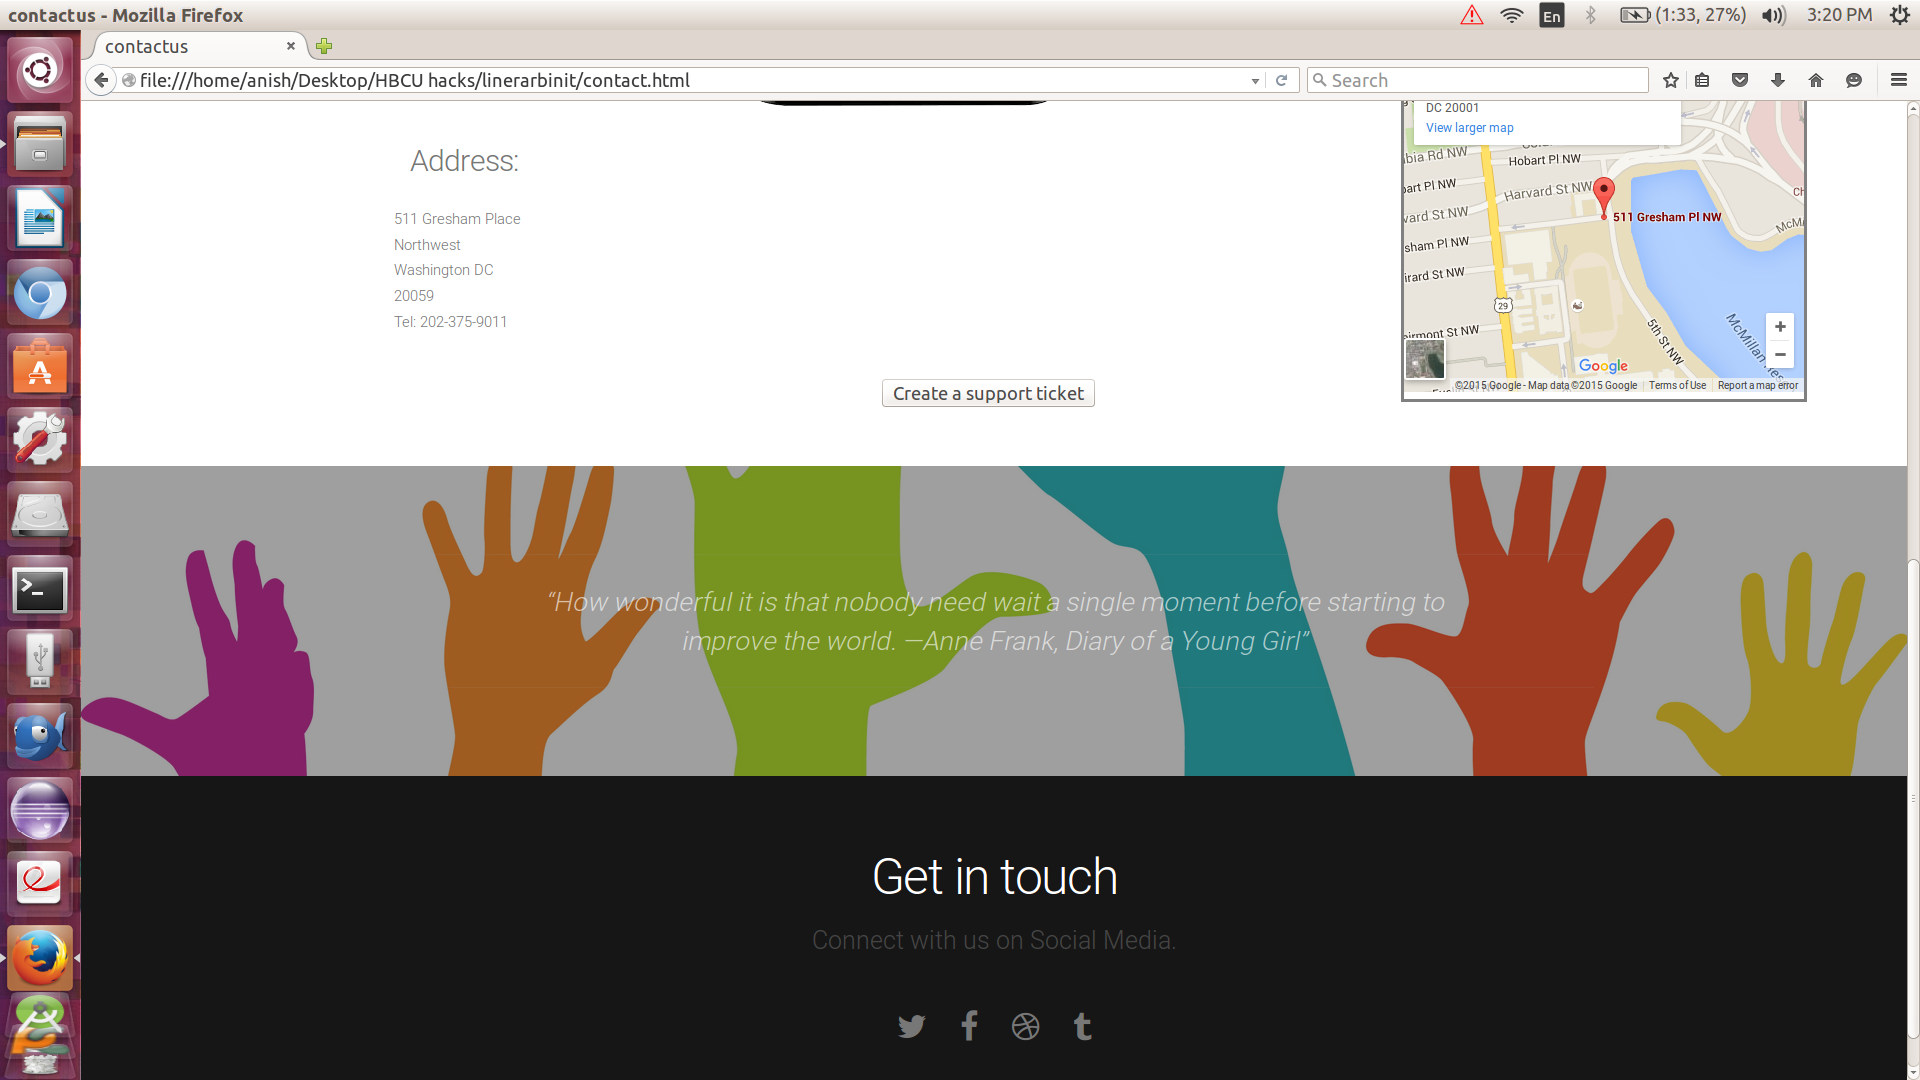 contactus - Mozilla Firefox
En
(1:33, 27%)
3:20 PM
contactus
file:///home/anish/Desktop/HBCU hacks/linerarbinit/contact.html
Search
Address:
511 Gresham Place
Northwest
Washington DC
20059
Tel: 202-375-9011
DC 20001
View larger map
bia Rd NW
Hobart Pl NW
Harvard St NW
511 Gresham Pl NW
29
5th St NW
McMillan
Google
©2015 Google - Map data ©2015 Google
Terms of Use
Report a map error
Create a support ticket
“How wonderful it is that nobody need wait a single moment before starting to
improve the world. —Anne Frank, Diary of a Young Girl”
Get in touch
Connect with us on Social Media.